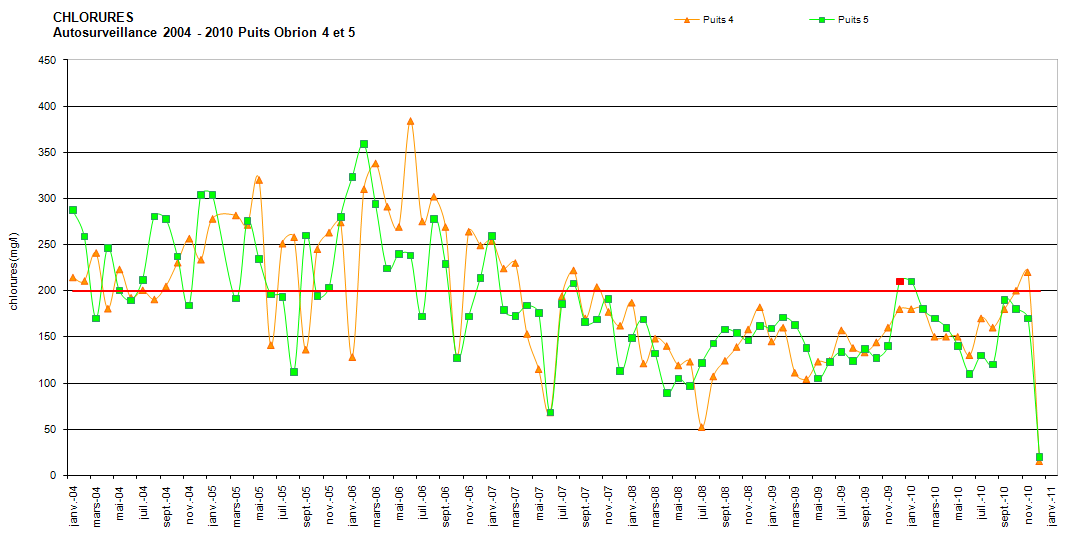 CHLORURES
Autosurveillance 2004 - 2010 Puits Obrion 4 et 5
Puits 4
Puits 5
chlorures(mg/l)
450
400
350
300
250
200
150
100
50
0
janv.-04
mars-04
mai-04
juil.-04
sept.-04
nov.-04
janv.-05
mars-05
mai-05
juil.-05
sept.-05
nov.-05
janv.-06
mars-06
mai-06
juil.-06
sept.-06
nov.-06
janv.-07
mars-07
mai-07
juil.-07
sept.-07
nov.-07
janv.-08
mars-08
mai-08
juil.-08
sept.-08
nov.-08
janv.-09
mars-09
mai-09
juil.-09
sept.-09
nov.-09
janv.-10
mars-10
mai-10
juil.-10
sept.-10
nov.-10
janv.-11